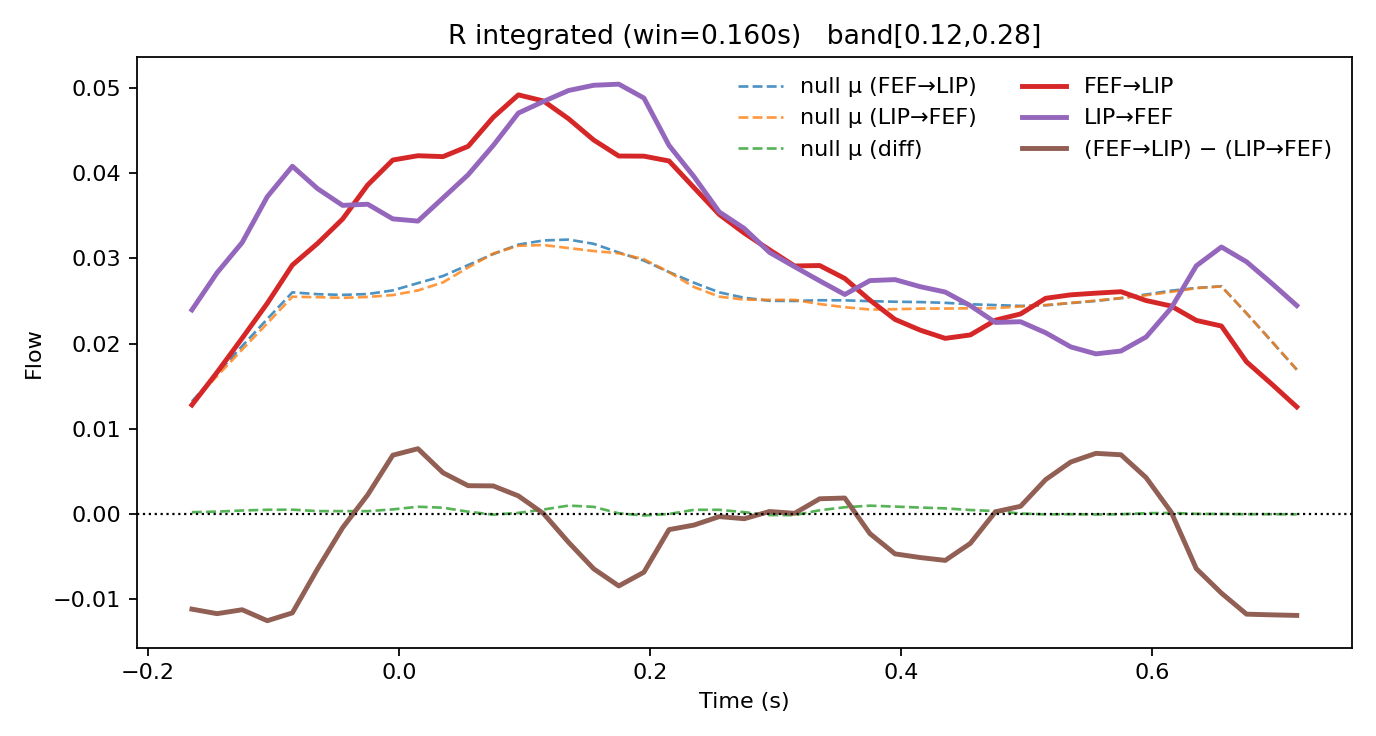 R integrated (win=0.160s)   band[0.12,0.28]
null μ (FEF→LIP)
null μ (LIP→FEF)
null μ (diff)
FEF→LIP
LIP→FEF
(FEF→LIP) − (LIP→FEF)
Flow
0.05
0.04
0.03
0.02
0.01
0.00
−0.01
−0.2
0.0
0.2
0.4
0.6
Time (s)